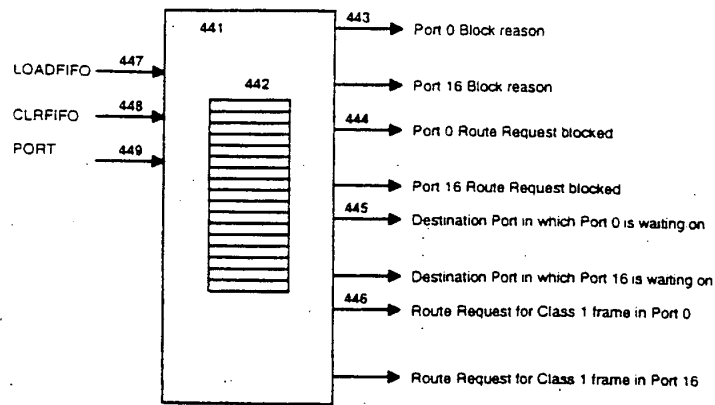 443
441
Port 0 Block reason
447
LOADFIFO
442
Port 16 Block reason
448
CLRFIFO
444
Port 0 Route Request blocked
PORT
449
Port 16 Route Request blocked
445
Destination Port in which Port 0 is waiting on
Destination Port in which Port 16 is waiting on
446
Route Request for Class 1 frame in Port 0
Route Request for Class 1 frame in Port 16